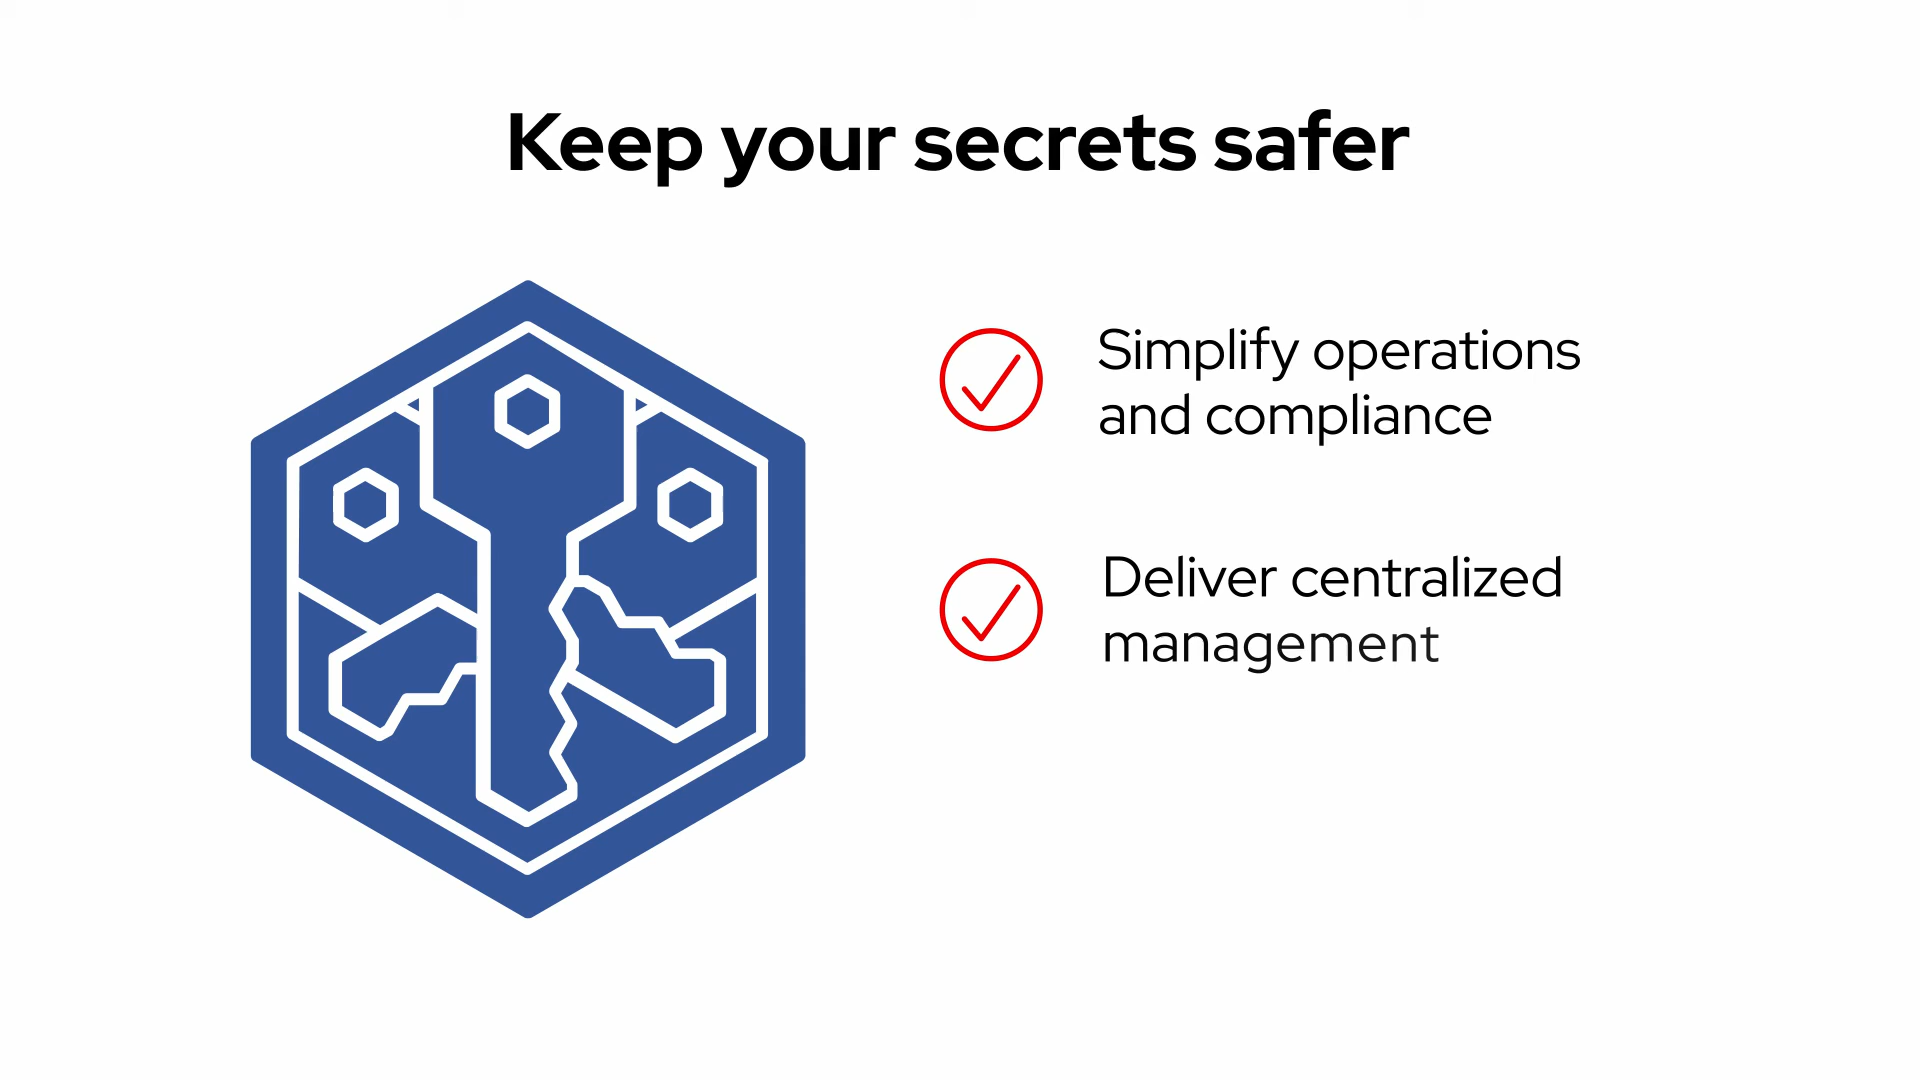 Keep your secrets safer
Simplify operations
and compliance
Deliver centralized
management